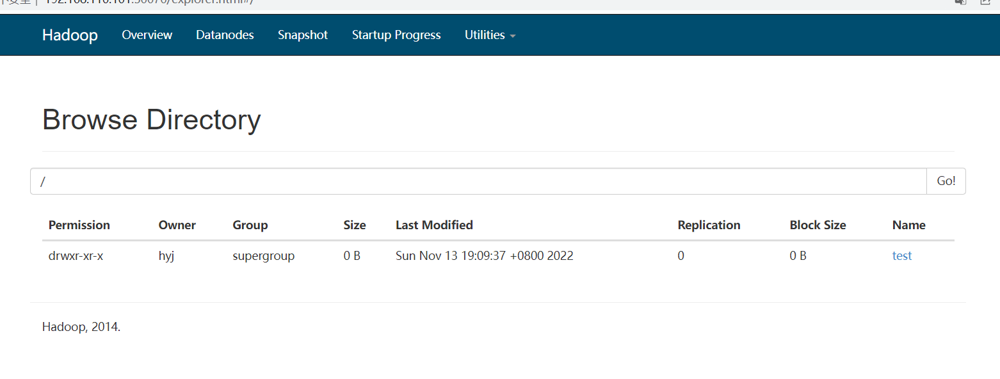 不安全 | 192.168.110.101:50070/explorer.html#/
Hadoop Overview Datanodes Snapshot Startup Progress Utilities
Browse Directory
/ Go!
Permission Owner Group Size Last Modified Replication Block Size Name
drwxr-xr-x hyj supergroup 0 B Sun Nov 13 19:09:37 +0800 2022 0 0 B test
Hadoop, 2014.